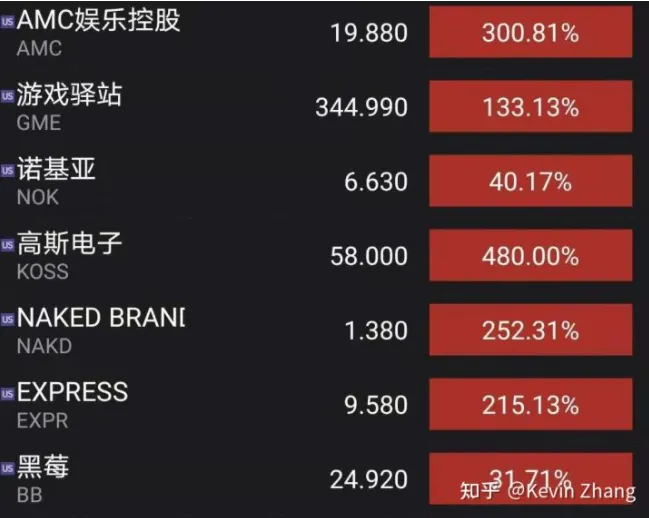 US AMC娱乐控股 19.880 300.81%
AMC
US 游戏驿站 344.990 133.13%
GME
US 诺基亚 6.630 40.17%
NOK
US 高斯电子 58.000 480.00%
KOSS
US NAKED BRAND 1.380 252.31%
NAKD
US EXPRESS 9.580 215.13%
EXPR
US 黑莓 24.920 31.71%
BB
知乎 @Kevin Zhang